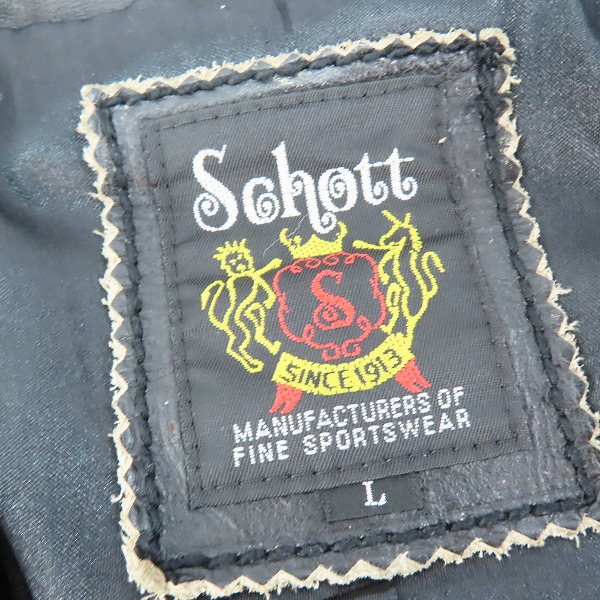 Schott
S
SINCE 1913
MANUFACTURERS OF
FINE SPORTSWEAR
L